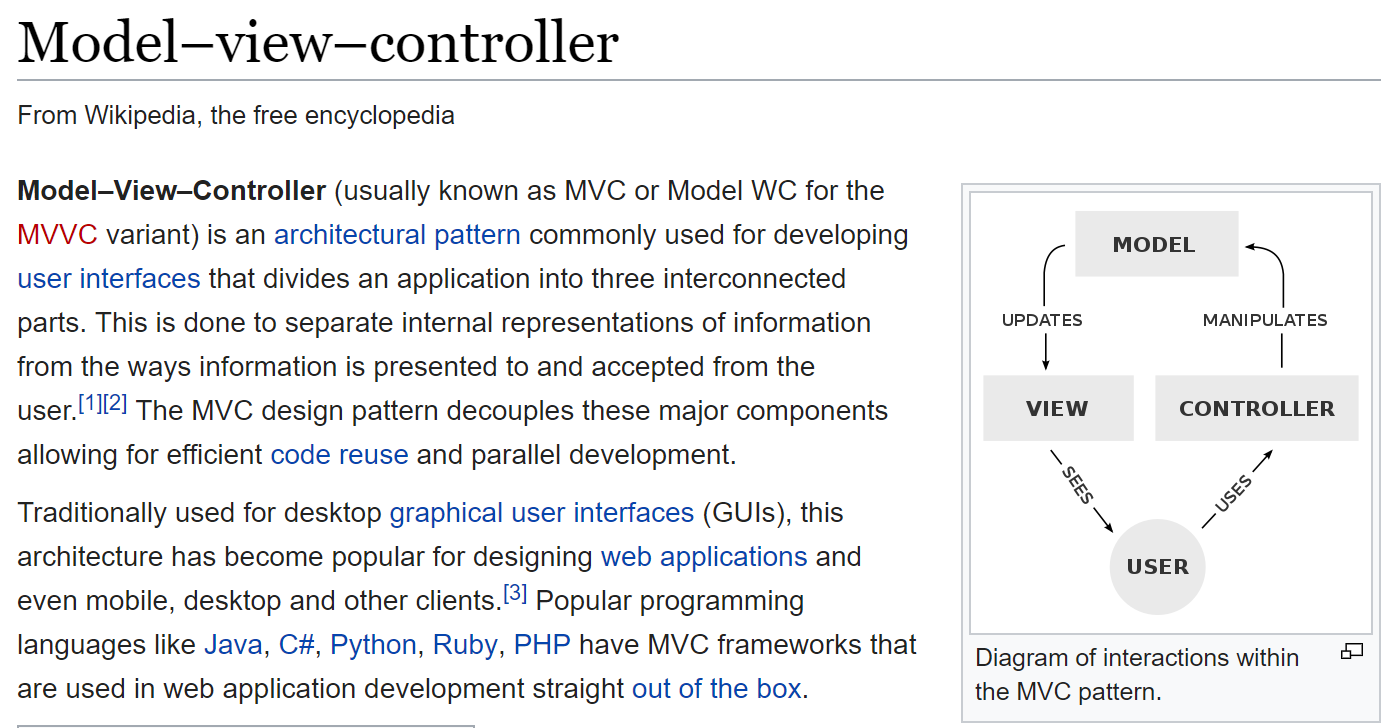 Model–view–controller
From Wikipedia, the free encyclopedia
Model–View–Controller (usually known as MVC or Model WC for the
MVVC variant) is an architectural pattern commonly used for developing
user interfaces that divides an application into three interconnected
parts. This is done to separate internal representations of information
from the ways information is presented to and accepted from the
user.[1][2] The MVC design pattern decouples these major components
allowing for efficient code reuse and parallel development.
Traditionally used for desktop graphical user interfaces (GUIs), this
architecture has become popular for designing web applications and
even mobile, desktop and other clients.[3] Popular programming
languages like Java, C#, Python, Ruby, PHP have MVC frameworks that
are used in web application development straight out of the box.
MODEL
UPDATES
MANIPULATES
VIEW
CONTROLLER
SEES
USES
USER
Diagram of interactions within
the MVC pattern.